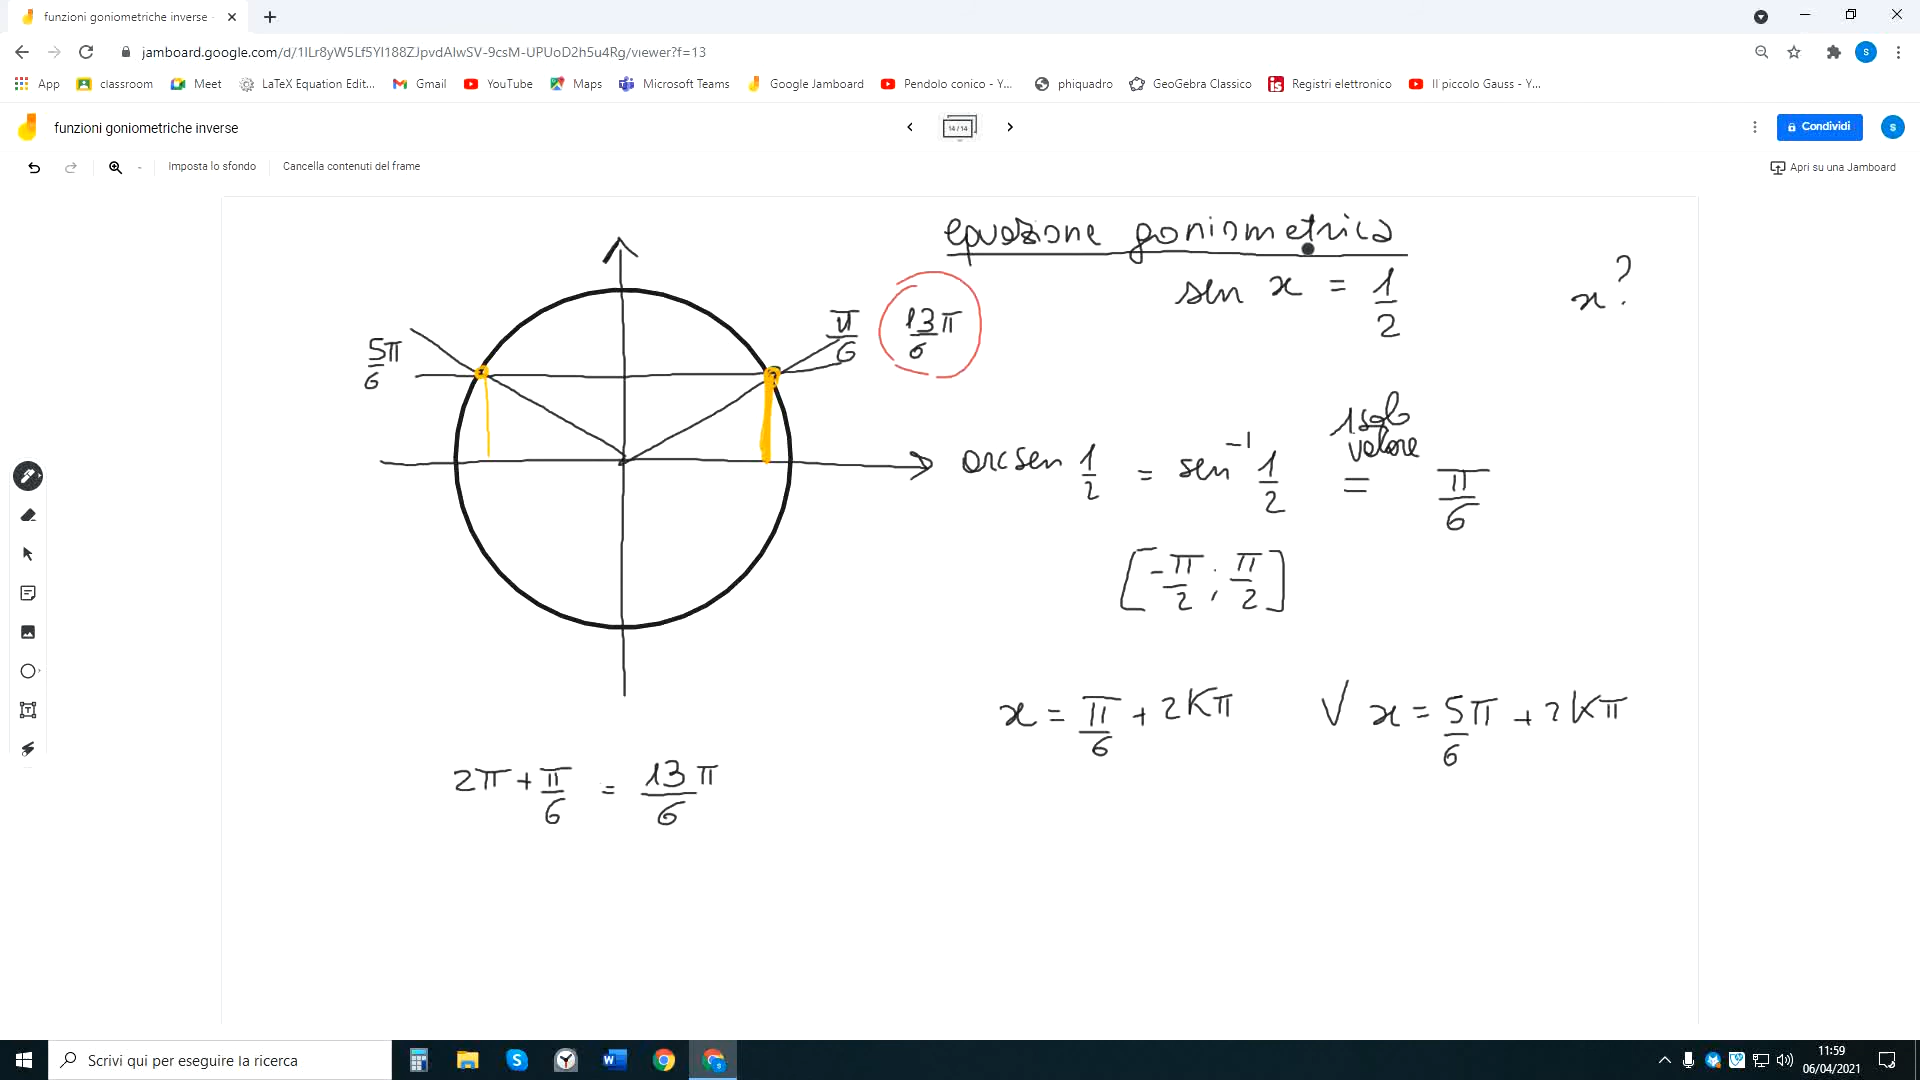 funzioni goniometriche inverse
jamboard.google.com/d/1ILr8yW5Lf5YI188ZJpvdAlwSV-9csM-UPUoD2h5u4Rg/viewer?f=13
App classroom Meet LaTeX Equation Edit... Gmail YouTube Maps Microsoft Teams Google Jamboard Pendolo conico - Y... phiquadro GeoGebra Classico Registri elettronico Il piccolo Gauss - Y...
funzioni goniometriche inverse
14 / 14
Condividi
S
Imposta lo sfondo Cancella contenuti del frame
Apri su una Jamboard
equazione goniometrica
sen x = 1/2
x?
5π/6
π/6
13/6 π
arcsen 1/2 = sen⁻¹ 1/2 = π/6
1 solo
valore
[-π/2 ; π/2]
x = π/6 + 2Kπ V x = 5π/6 + 2Kπ
2π + π/6 = 13π/6
Scrivi qui per eseguire la ricerca
11:59
06/04/2021